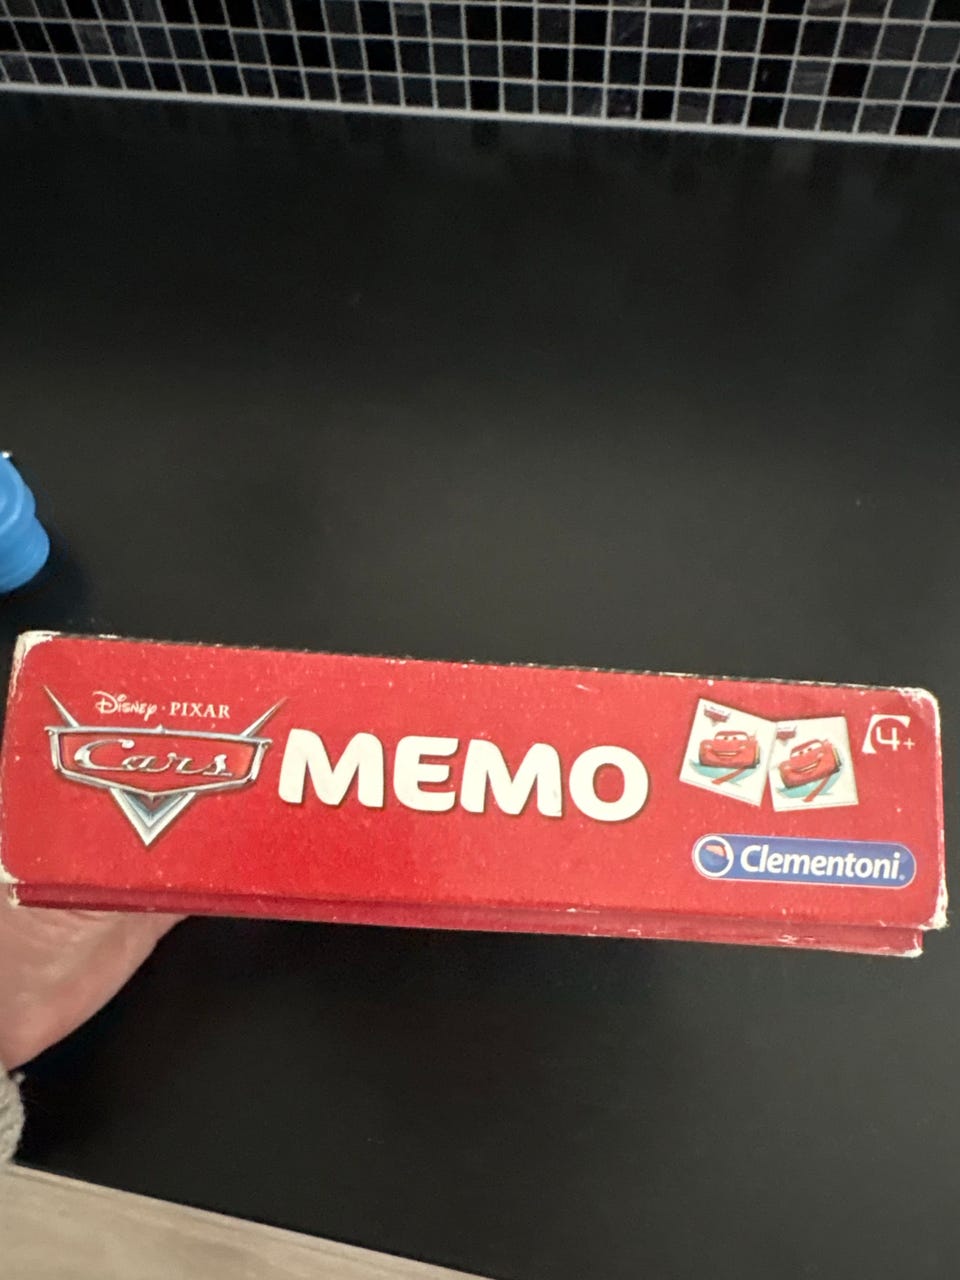 Disney · PIXAR
Cars
MEMO
4+
Clementoni®